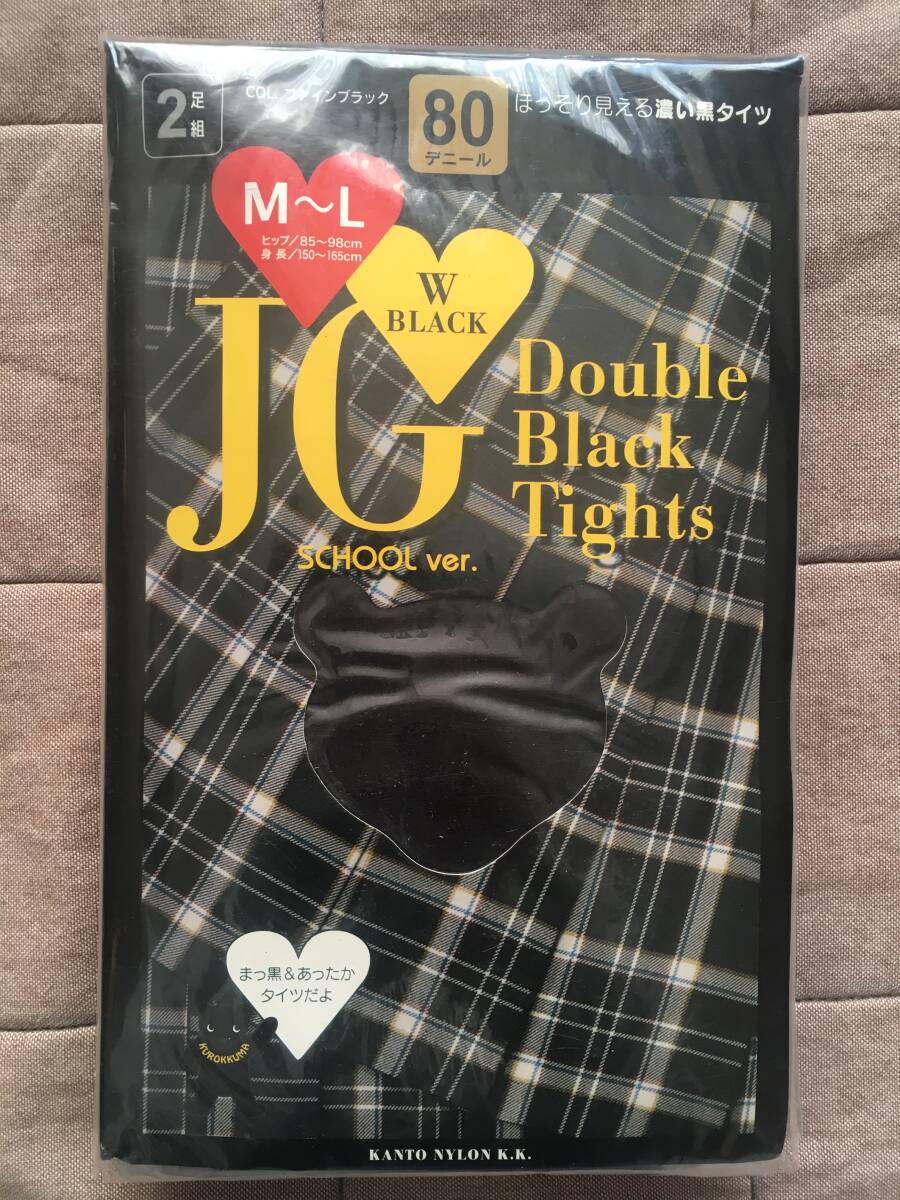 2足組
COL. ファインブラック
80
デニール
ほっそり見える濃い黒タイツ
M〜L
ヒップ/85〜98cm
身長/150〜165cm
W
BLACK
JG
SCHOOL ver.
Double
Black
Tights
まっ黒&あったか
タイツだよ
KUROKKUMA
KANTO NYLON K.K.